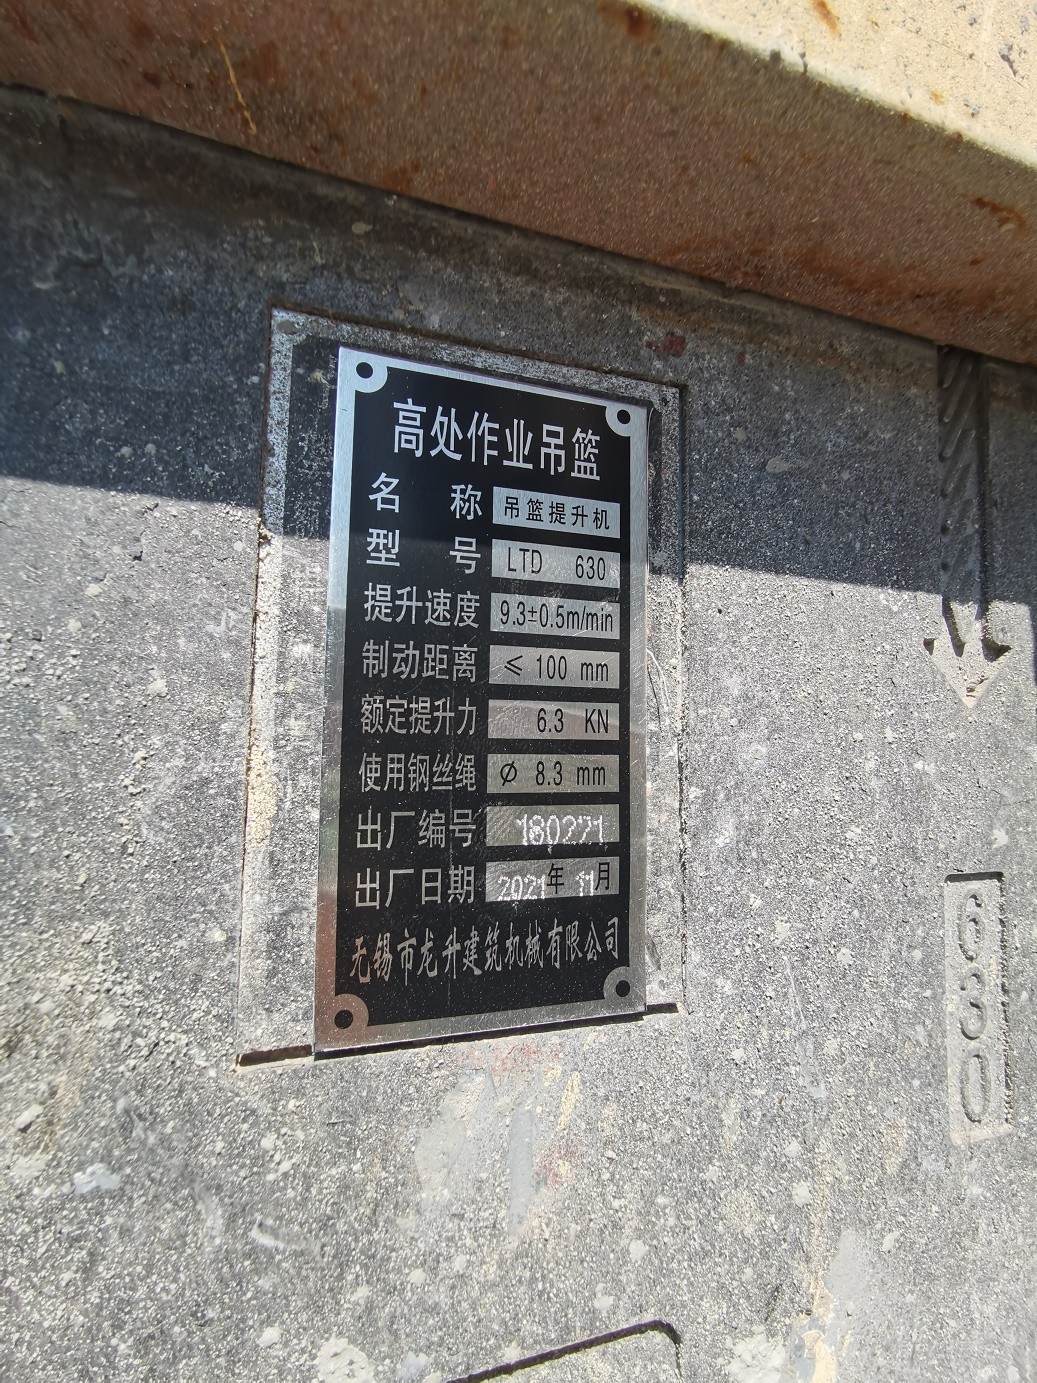 高处作业吊篮
名 称 吊篮提升机
型 号 LTD 630
提升速度 9.3±0.5m/min
制动距离 ≤ 100 mm
额定提升力 6.3 KN
使用钢丝绳 Ø 8.3 mm
出厂编号 160221
出厂日期 2021年 11月
无锡市龙升建筑机械有限公司
630